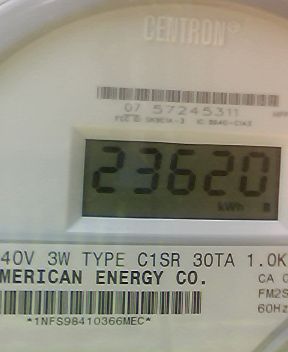 CENTRON®
07 57245311
23620
kWh
40V 3W TYPE C1SR 30TA 1.0K
MERICAN ENERGY CO.
CA
FM2S
60Hz
*1NFS98410366MEC*